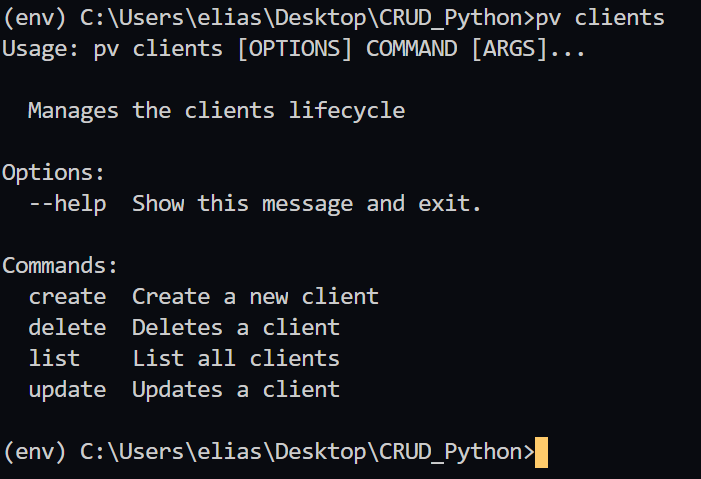 (env) C:\Users\elias\Desktop\CRUD_Python>pv clients
Usage: pv clients [OPTIONS] COMMAND [ARGS]...
Manages the clients lifecycle
Options:
--help  Show this message and exit.
Commands:
create  Create a new client
delete  Deletes a client
list    List all clients
update  Updates a client
(env) C:\Users\elias\Desktop\CRUD_Python>